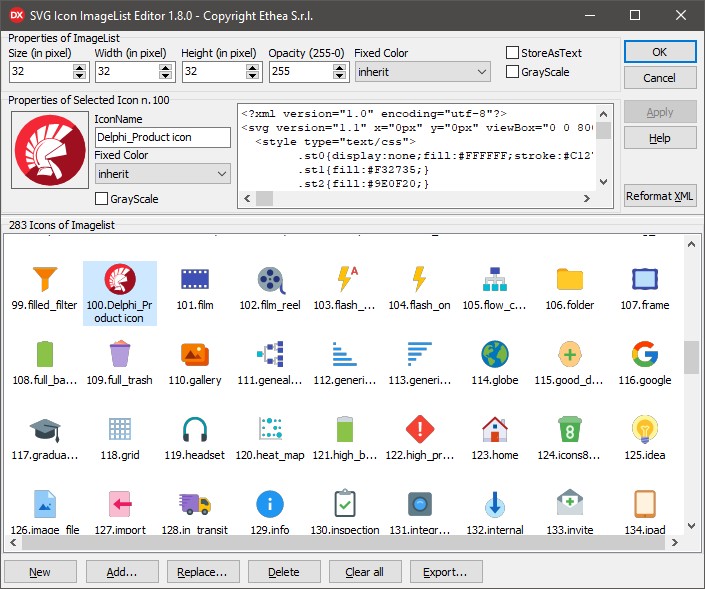 DX SVG Icon ImageList Editor 1.8.0 - Copyright Ethea S.r.l.
Properties of ImageList
Size (in pixel) Width (in pixel) Height (in pixel) Opacity (255-0) Fixed Color
32 32 32 255 inherit
StoreAsText
GrayScale
OK
Cancel
Properties of Selected Icon n.100
IconName
Delphi_Product icon
Fixed Color
inherit
GrayScale
<?xml version="1.0" encoding="utf-8"?>
<svg version="1.1" x="0px" y="0px" viewBox="0 0 800
<style type="text/css">
.st0{display:none;fill:#FFFFFF;stroke:#C127
.st1{fill:#F32735;}
.st2{fill:#9E0F20;}
Apply
Help
Reformat XML
283 Icons of Imagelist
99.filled_filter 100.Delphi_Pr 101.film 102.film_reel 103.flash_... 104.flash_on 105.flow_c... 106.folder 107.frame
oduct icon
108.full_ba... 109.full_trash 110.gallery 111.geneal... 112.generi... 113.generi... 114.globe 115.good_d... 116.google
117.gradua... 118.grid 119.headset 120.heat_map 121.high_b... 122.high_pr... 123.home 124.icons8... 125.idea
126.image_file 127.import 128.in_transit 129.info 130.inspection 131.integr... 132.internal 133.invite 134.ipad
New Add... Replace... Delete Clear all Export...